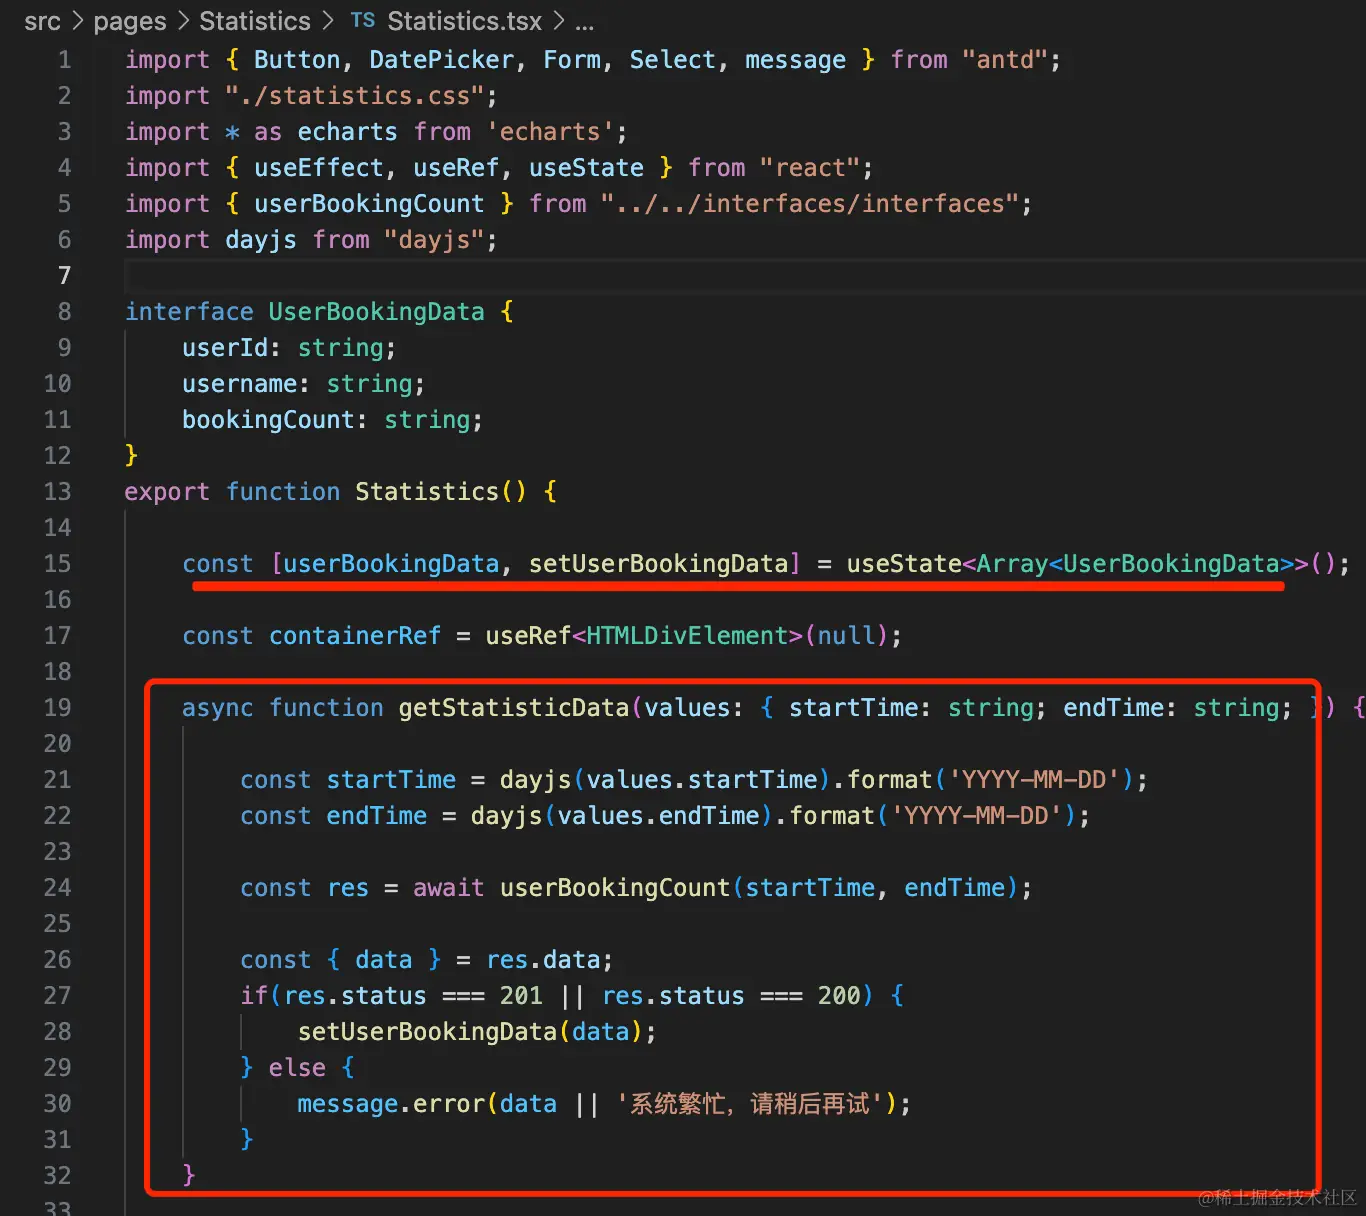 src > pages > Statistics > TS Statistics.tsx > ...
1 import { Button, DatePicker, Form, Select, message } from "antd";
2 import "./statistics.css";
3 import * as echarts from 'echarts';
4 import { useEffect, useRef, useState } from "react";
5 import { userBookingCount } from "../../interfaces/interfaces";
6 import dayjs from "dayjs";
7
8 interface UserBookingData {
9     userId: string;
10     username: string;
11     bookingCount: string;
12 }
13 export function Statistics() {
14
15     const [userBookingData, setUserBookingData] = useState<Array<UserBookingData>>();
16
17     const containerRef = useRef<HTMLDivElement>(null);
18
19     async function getStatisticData(values: { startTime: string; endTime: string; }) {
20
21         const startTime = dayjs(values.startTime).format('YYYY-MM-DD');
22         const endTime = dayjs(values.endTime).format('YYYY-MM-DD');
23
24         const res = await userBookingCount(startTime, endTime);
25
26         const { data } = res.data;
27         if(res.status === 201 || res.status === 200) {
28             setUserBookingData(data);
29         } else {
30             message.error(data || '系统繁忙，请稍后再试');
31         }
32     }
33
@稀土掘金技术社区